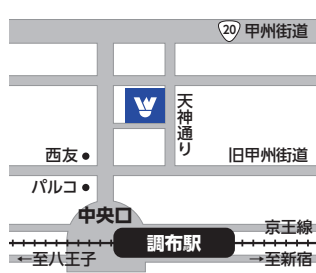 20 甲州街道
天神通り
西友
旧甲州街道
パルコ
中央口
京王線
調布駅
←至八王子
→至新宿